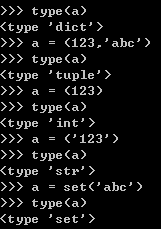 >>> type(a)
<type 'dict'>
>>> a = (123,'abc')
>>> type(a)
<type 'tuple'>
>>> a = (123)
>>> type(a)
<type 'int'>
>>> a = ('123')
>>> type(a)
<type 'str'>
>>> a = set('abc')
>>> type(a)
<type 'set'>